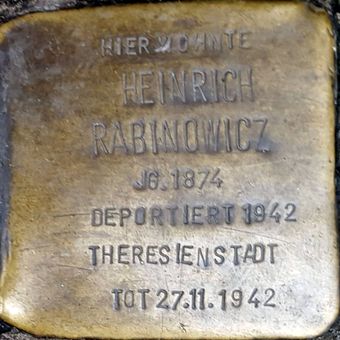 HIER WOHNTE
HEINRICH
RABINOWICZ
JG. 1874
DEPORTIERT 1942
THERESIENSTADT
TOT 27.11.1942